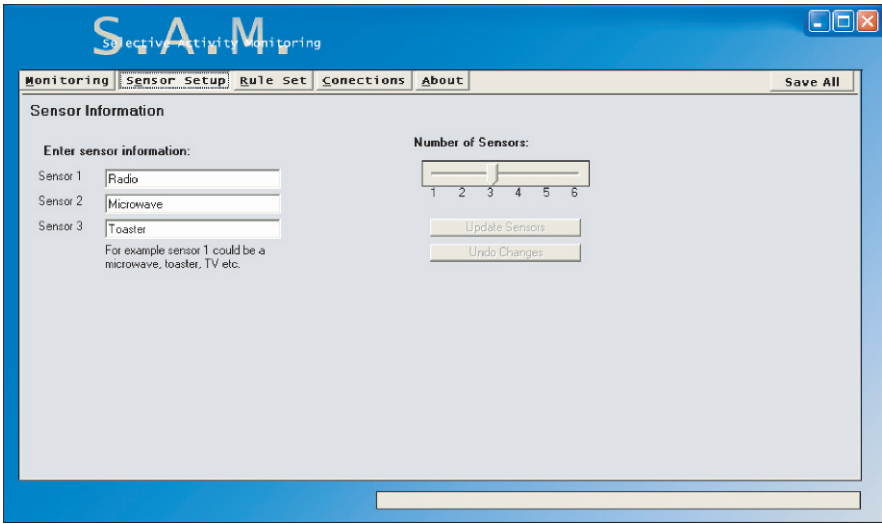 S.A.M.
Selective Activity Monitoring
Monitoring Sensor Setup Rule Set Conections About Save All
Sensor Information
Enter sensor information:
Number of Sensors:
Sensor 1 Radio
1 2 3 4 5 6
Sensor 2 Microwave
Sensor 3 Toaster
Update Sensors
For example sensor 1 could be a
microwave, toaster, TV etc.
Undo Changes